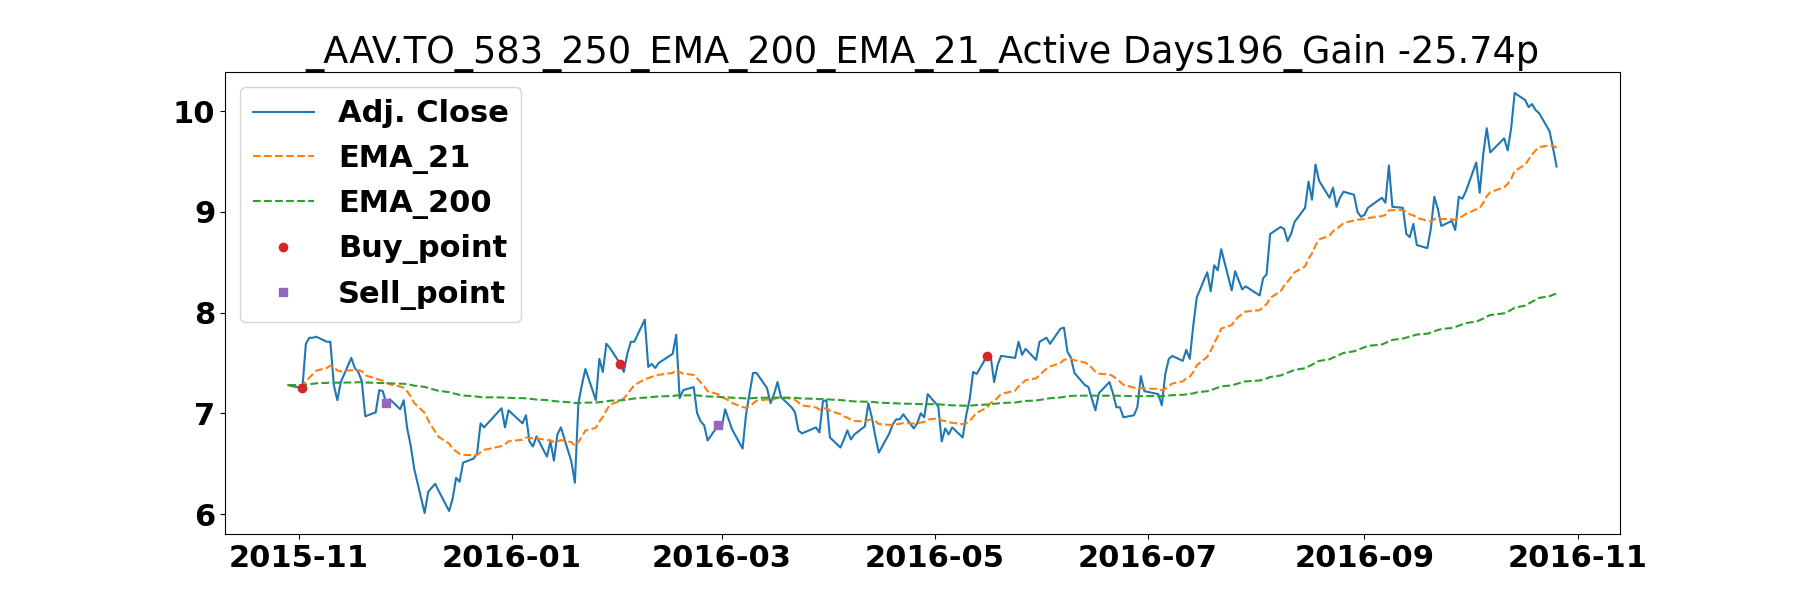 _AAV.TO_583_250_EMA_200_EMA_21_Active Days196_Gain -25.74p
Adj. Close
EMA_21
EMA_200
Buy_point
Sell_point
10
9
8
7
6
2015-11 2016-01 2016-03 2016-05 2016-07 2016-09 2016-11